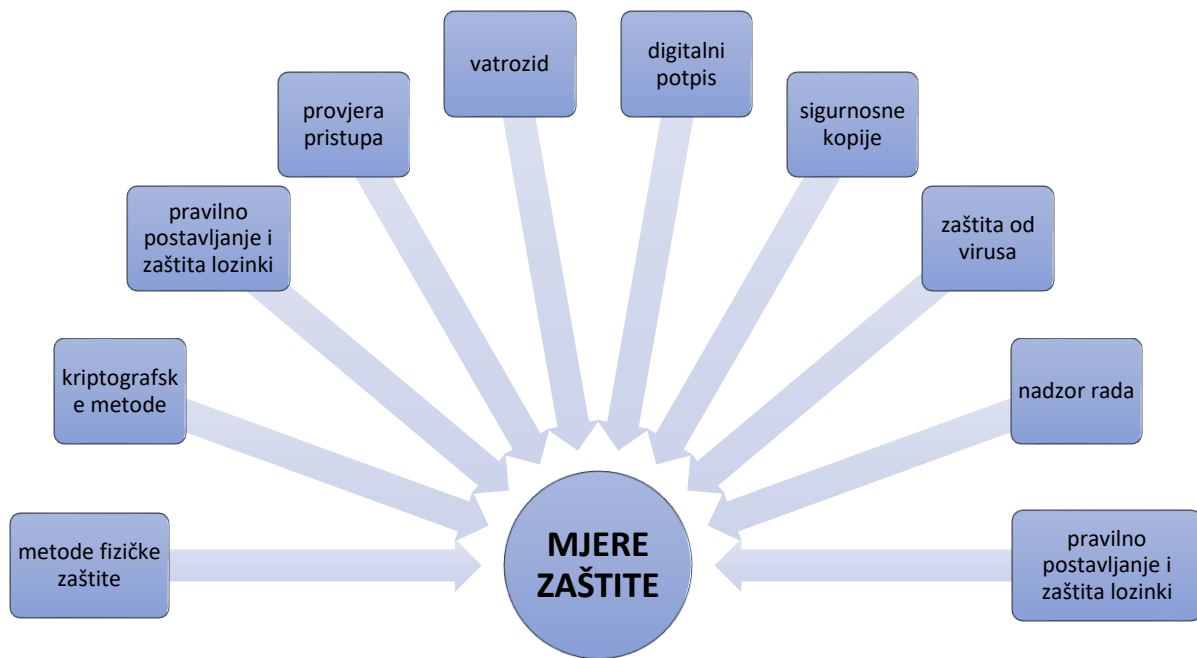 metode fizičke
zaštite
kriptografsk
e metode
pravilno
postavljanje i
zaštita lozinki
provjera
pristupa
vatrozid
digitalni
potpis
sigurnosne
kopije
zaštita od
virusa
nadzor rada
pravilno
postavljanje i
zaštita lozinki
MJERE
ZAŠTITE